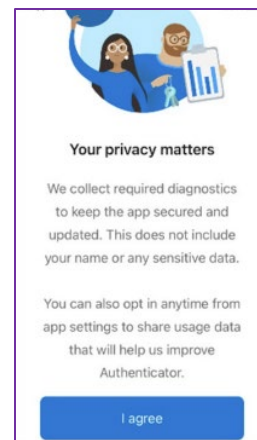 Your privacy matters
We collect required diagnostics
to keep the app secured and
updated. This does not include
your name or any sensitive data.
You can also opt in anytime from
app settings to share usage data
that will help us improve
Authenticator.
I agree